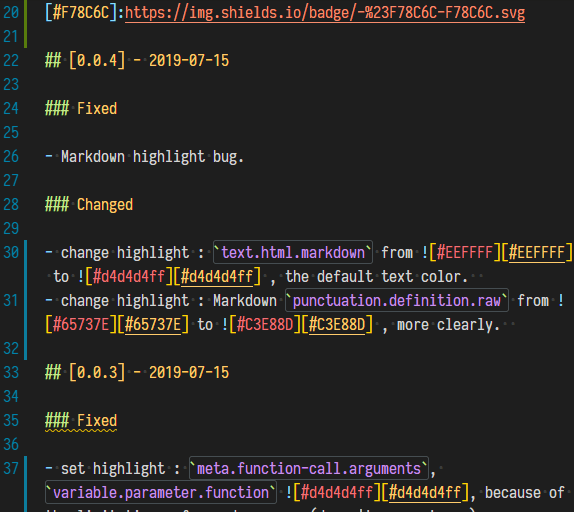 20 [#F78C6C]:https://img.shields.io/badge/-%23F78C6C-F78C6C.svg
21
22 ## [0.0.4] - 2019-07-15
23
24 ### Fixed
25
26 - Markdown highlight bug.
27
28 ### Changed
29
30 - change highlight : `text.html.markdown` from ![#EEFFFF][#EEFFFF]
to ![#d4d4d4ff][#d4d4d4ff] , the default text color.
31 - change highlight : Markdown `punctuation.definition.raw` from !
[#65737E][#65737E] to ![#C3E88D][#C3E88D] , more clearly.
32
33 ## [0.0.3] - 2019-07-15
34
35 ### Fixed
36
37 - set highlight : `meta.function-call.arguments`,
`variable.parameter.function` ![#d4d4d4ff][#d4d4d4ff], because of